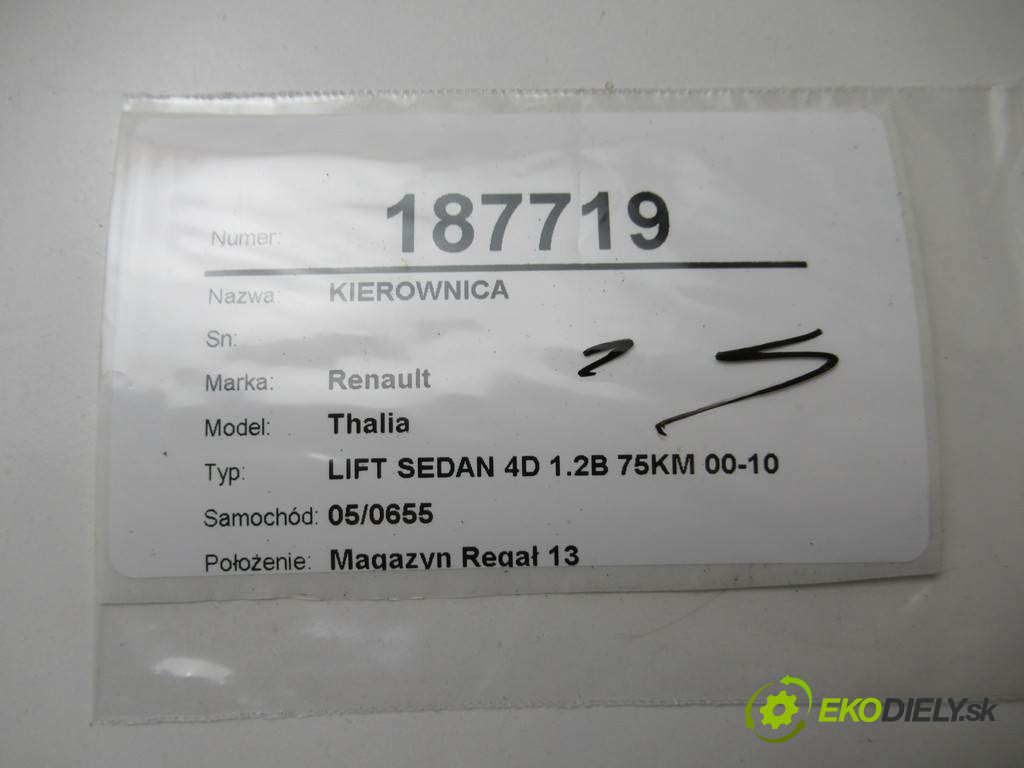 Numer: 187719
Nazwa: KIEROWNICA
Sn:
Marka: Renault
Model: Thalia
Typ: LIFT SEDAN 4D 1.2B 75KM 00-10
Samochód: 05/0655
Położenie: Magazyn Regał 13
EKODIELY.sk